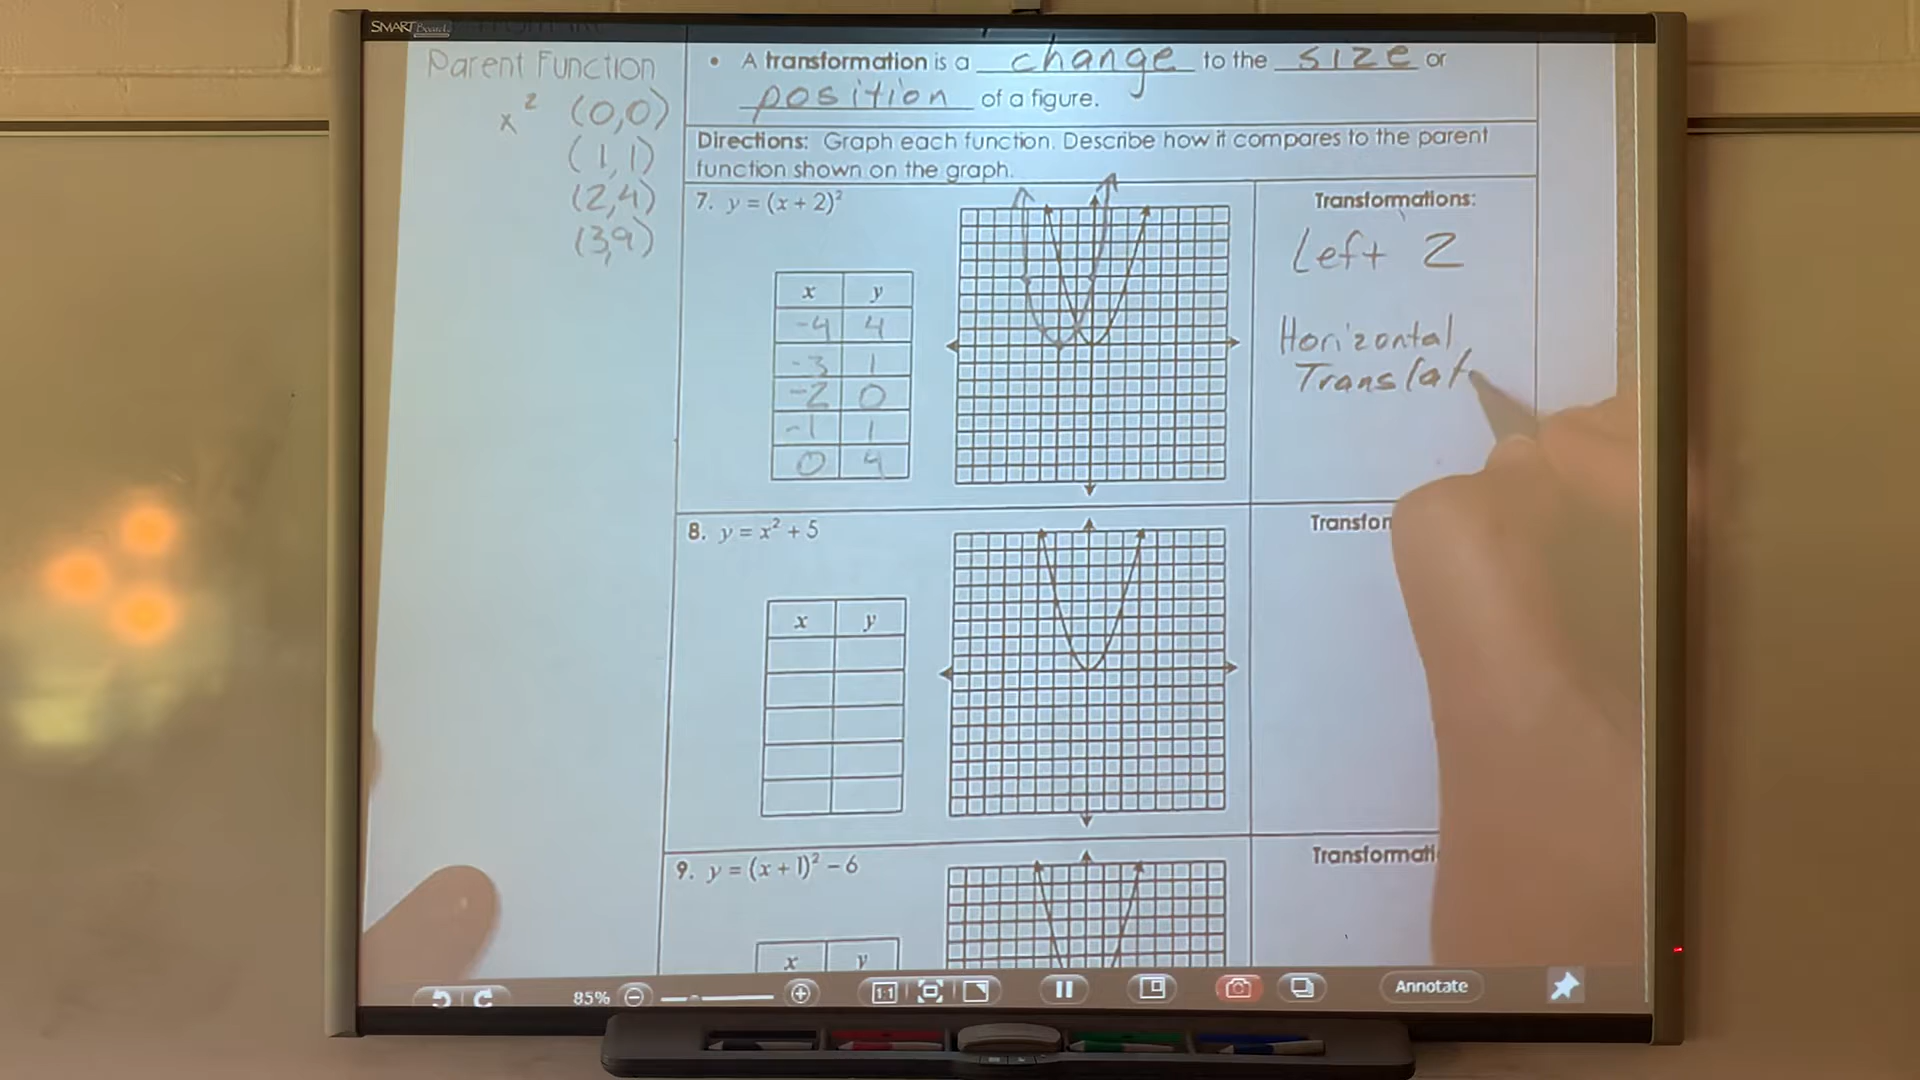 SMART Board
Parent Function
x² (0,0)
(1,1)
(2,4)
(3,9)
• A transformation is a change to the size or
position of a figure.
Directions: Graph each function. Describe how it compares to the parent
function shown on the graph.
7. y = (x + 2)²
x y
-4 4
-3 1
-2 0
-1 1
0 4
Transformations:
Left 2
Horizontal
Translat
8. y = x² + 5
x y
Transfor
9. y = (x + 1)² – 6
x y
Transformati
85%
1:1
Annotate